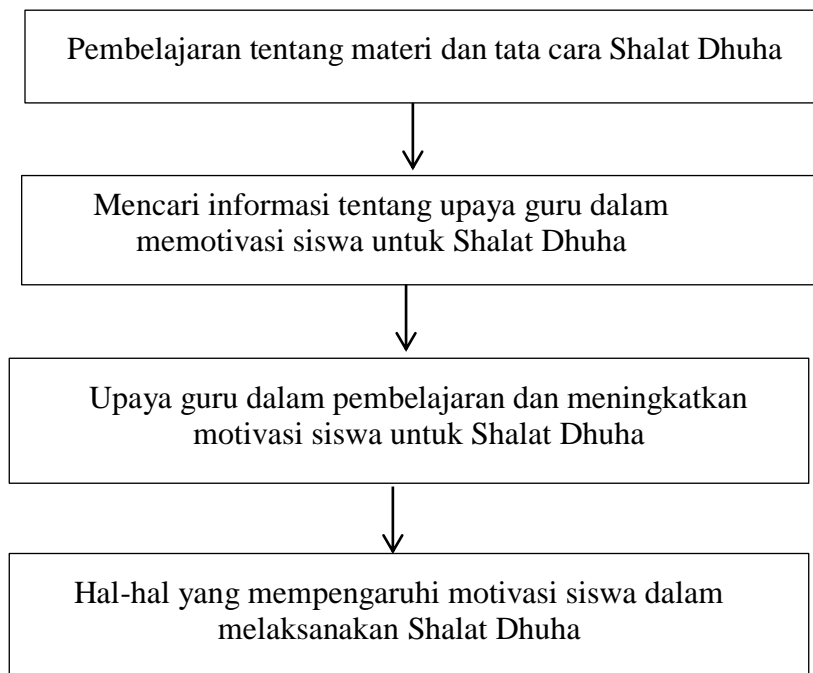 Pembelajaran tentang materi dan tata cara Shalat Dhuha
Mencari informasi tentang upaya guru dalam
memotivasi siswa untuk Shalat Dhuha
Upaya guru dalam pembelajaran dan meningkatkan
motivasi siswa untuk Shalat Dhuha
Hal-hal yang mempengaruhi motivasi siswa dalam
melaksanakan Shalat Dhuha